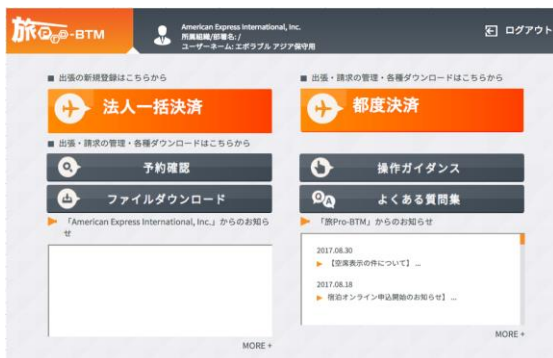 旅Pro-BTM
American Express International, Inc.
所属組織/部署名: /
ユーザーネーム: エボラブル アジア保守用
ログアウト
■ 出張の新規登録はこちらから
法人一括決済
■ 出張・請求の管理・各種ダウンロードはこちらから
予約確認
ファイルダウンロード
「American Express International, Inc.」からのお知ら
せ
MORE +
■ 出張・請求の管理・各種ダウンロードはこちらから
都度決済
操作ガイダンス
QA
よくある質問集
「旅Pro-BTM」からのお知らせ
2017.08.30
【空席表示の件について】 ...
2017.08.18
宿泊オンライン申込開始のお知らせ】 ...
MORE +